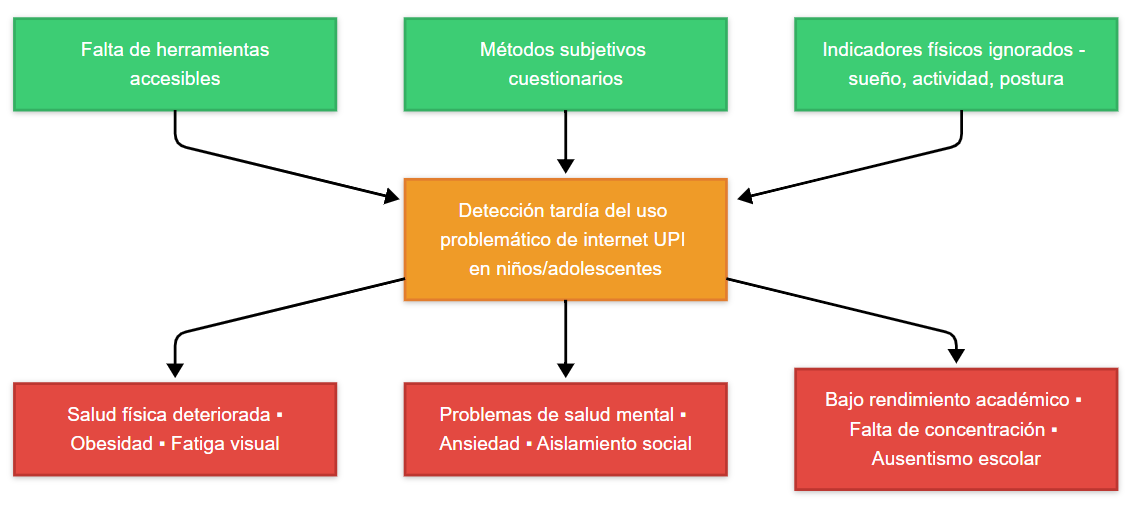 Falta de herramientas
accesibles
Métodos subjetivos
cuestionarios
Indicadores físicos ignorados -
sueño, actividad, postura
Detección tardía del uso
problemático de internet UPI
en niños/adolescentes
Salud física deteriorada ▪
Obesidad ▪ Fatiga visual
Problemas de salud mental ▪
Ansiedad ▪ Aislamiento social
Bajo rendimiento académico ▪
Falta de concentración ▪
Ausentismo escolar